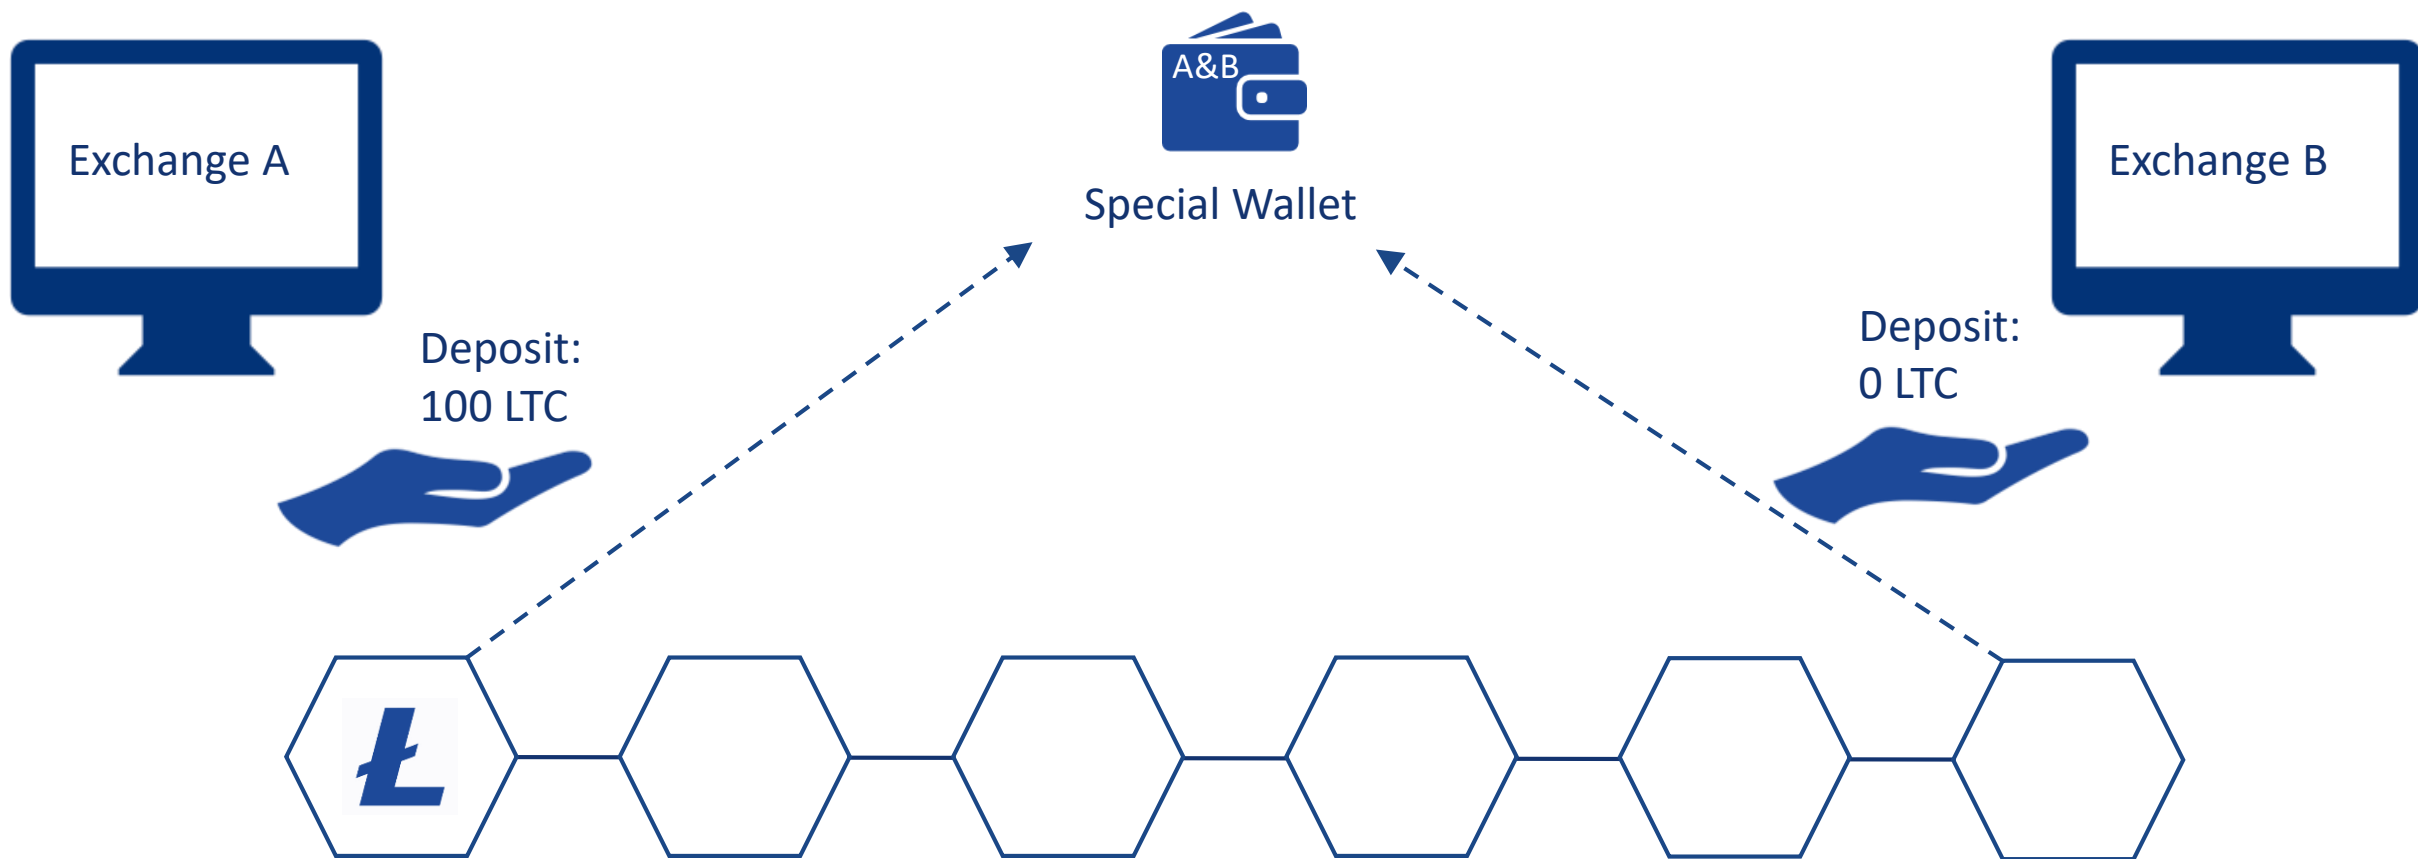 A&B
Exchange A
Exchange B
Special Wallet
Deposit:
100 LTC
Deposit:
0 LTC
Ł